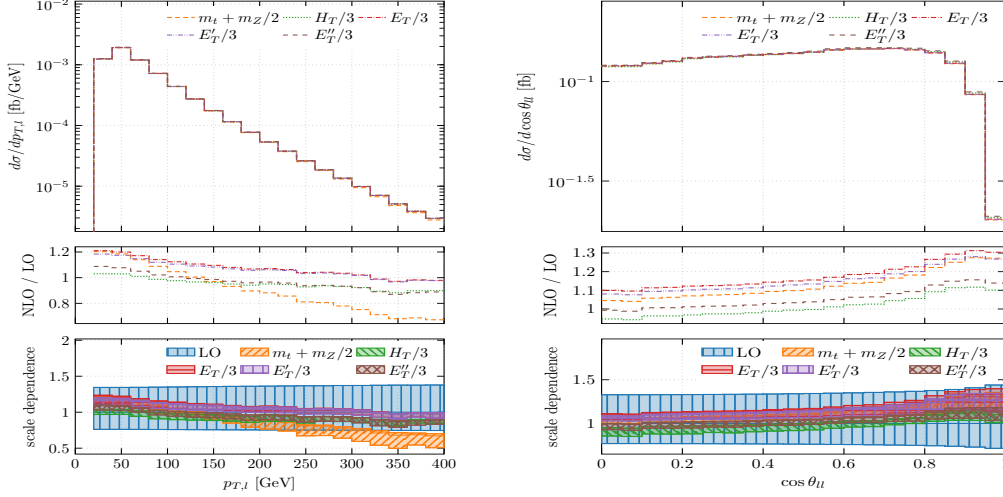 m_t + m_Z/2 H_T/3 E_T/3
E'_T/3 E''_T/3
dσ/dp_{T,l} [fb/GeV]
10^{−2}
10^{−3}
10^{−4}
10^{−5}
NLO / LO
1.2
1
0.8
scale dependence
2
1.5
1
0.5
LO m_t + m_Z/2 H_T/3
E_T/3 E'_T/3 E''_T/3
0 50 100 150 200 250 300 350 400
p_{T,l} [GeV]
m_t + m_Z/2 H_T/3 E_T/3
E'_T/3 E''_T/3
dσ/d cos θ_{ll} [fb]
10^{−1}
10^{−1.5}
NLO / LO
1.3
1.2
1.1
1
scale dependence
1.5
1
LO m_t + m_Z/2 H_T/3
E_T/3 E'_T/3 E''_T/3
0 0.2 0.4 0.6 0.8
cos θ_{ll}